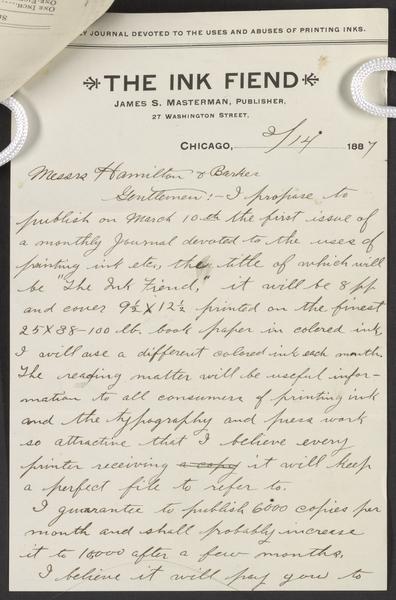 ONE INCH
Y JOURNAL DEVOTED TO THE USES AND ABUSES OF PRINTING INKS.
THE INK FIEND
JAMES S. MASTERMAN, PUBLISHER,
27 WASHINGTON STREET,
CHICAGO, 2/14 1887
Messrs Hamilton & Barker
Gentlemen:- I propose to
publish on March 10th the first issue of
a monthly Journal devoted to the uses of
printing ink etc, the title of which will
be "The Ink Fiend," it will be 8 pp
and cover 9½ X 12½ printed on the finest
25X38-100 lb. book paper in colored ink,
I will use a different colored ink each month.
The reading matter will be useful infor-
mation to all consumers of printing ink
and the typography and press work
so attractive that I believe every
printer receiving a copy it will keep
a perfect file to refer to.
I guarantee to publish 6000 copies per
month and shall probably increase
it to 10000 after a few months.
I believe it will pay you to